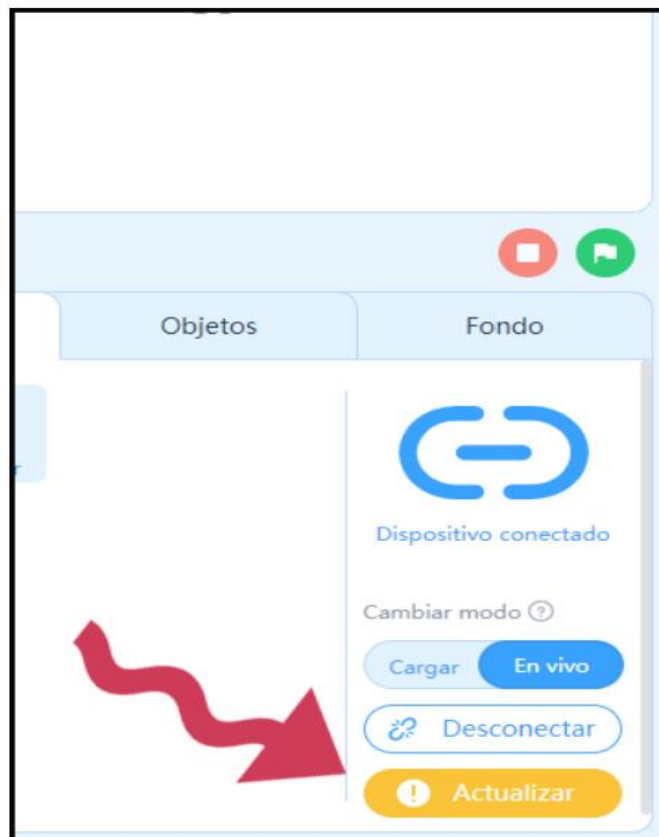 Objetos
Fondo
r
Dispositivo conectado
Cambiar modo ?
Cargar
En vivo
Desconectar
! Actualizar